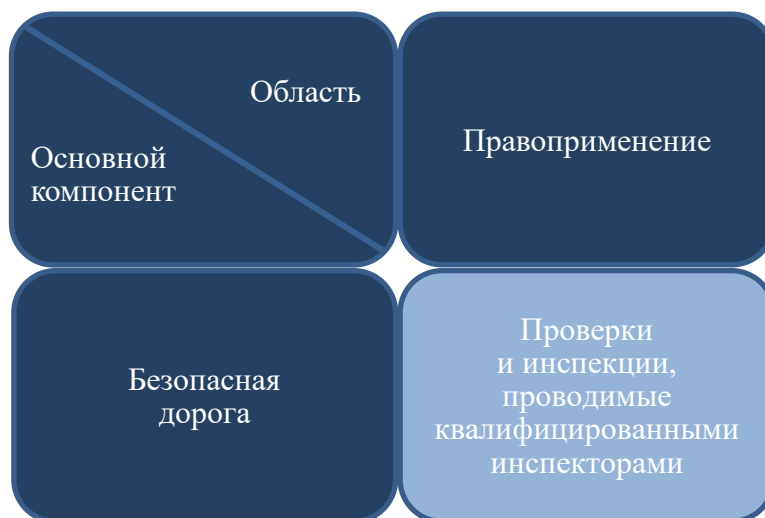 Область
Основной
компонент
Правоприменение
Безопасная
дорога
Проверки
и инспекции,
проводимые
квалифицированными
инспекторами